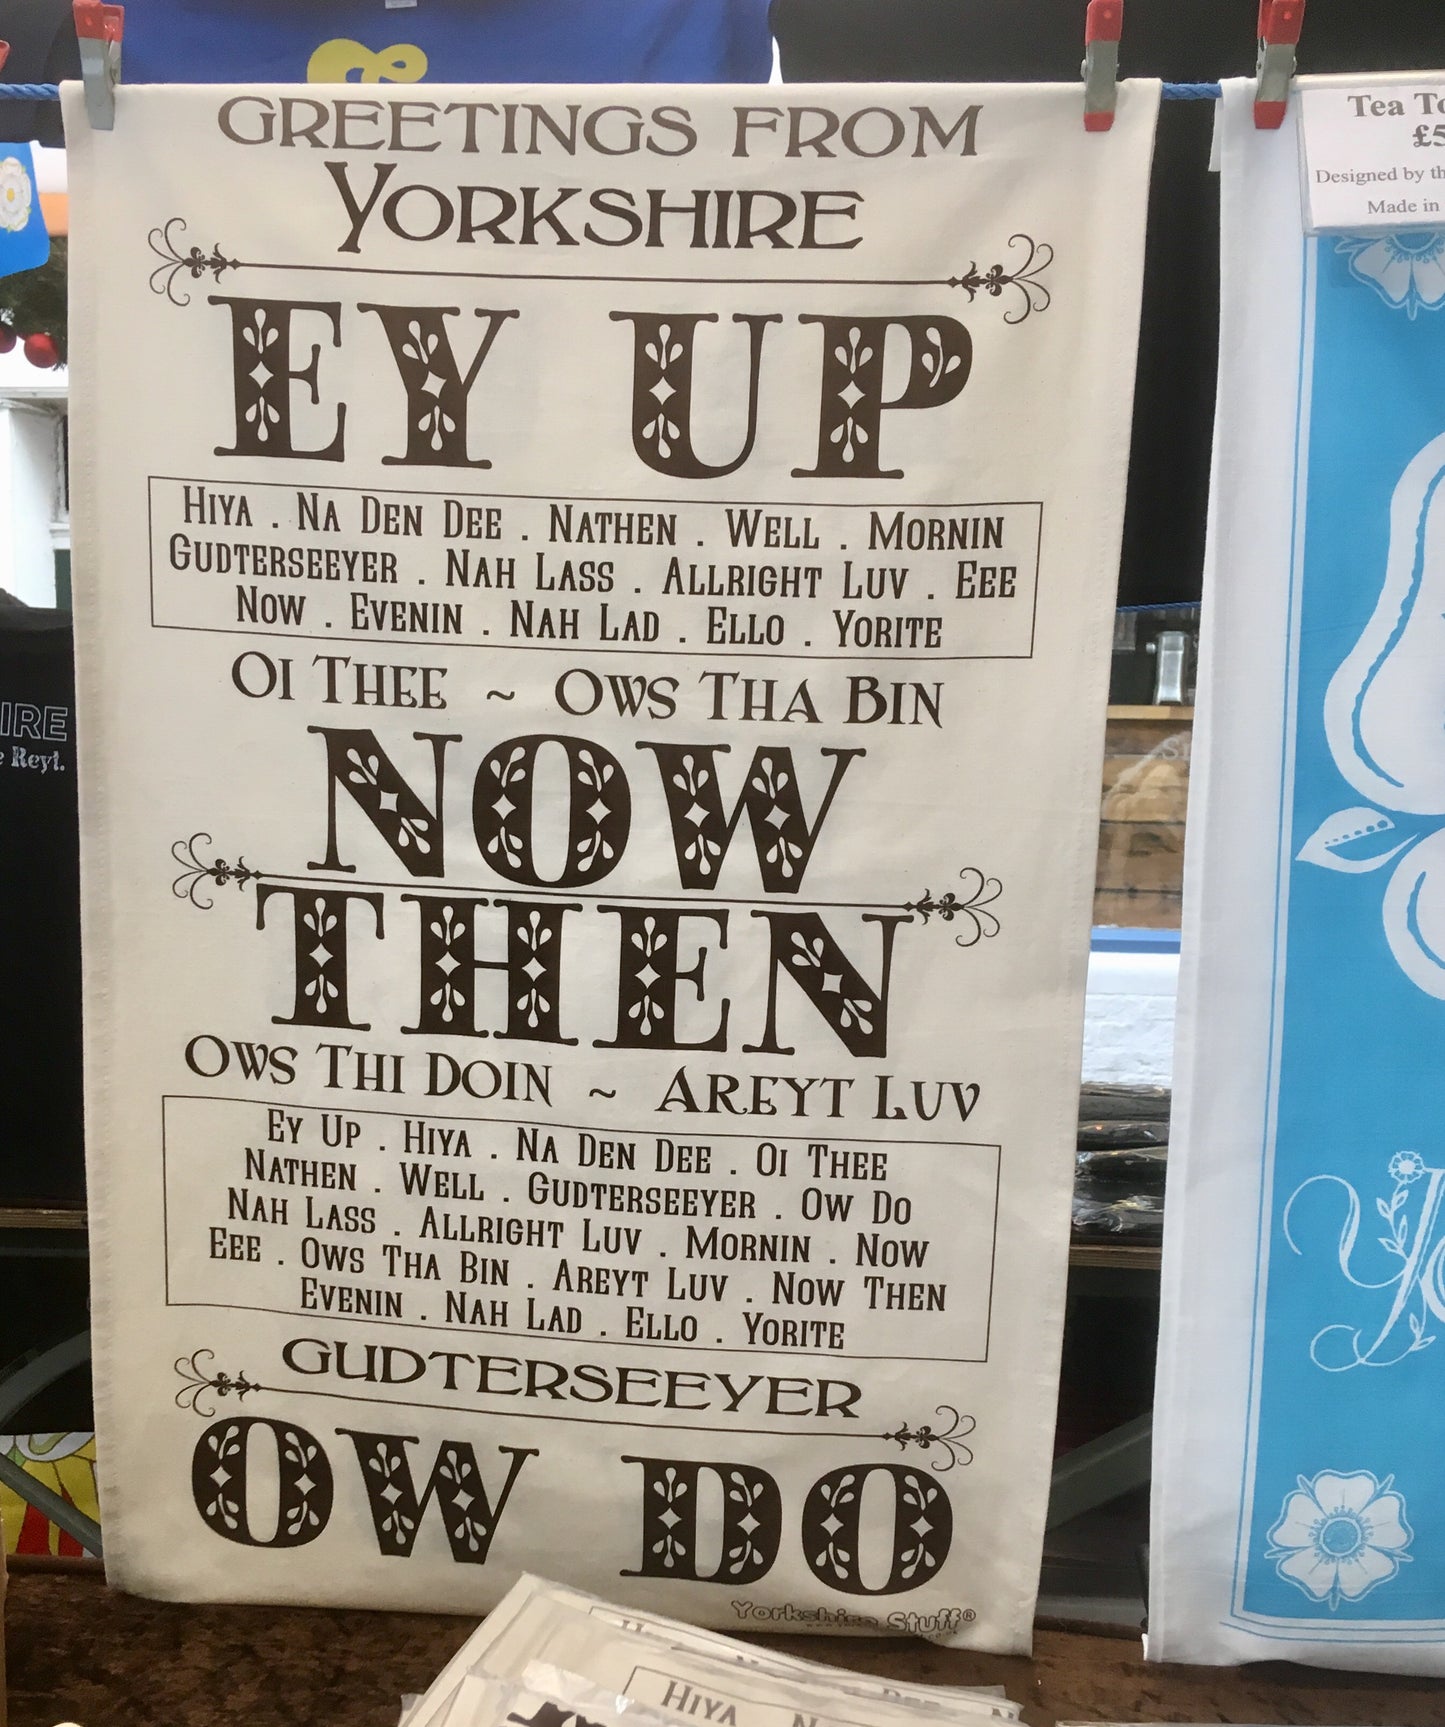 GREETINGS FROM
YORKSHIRE
EY UP
HIYA . NA DEN DEE . NATHEN . WELL . MORNIN
GUDTERSEEYER . NAH LASS . ALLRIGHT LUV . EEE
NOW . EVENIN . NAH LAD . ELLO . YORITE
OI THEE ~ OWS THA BIN
NOW
THEN
OWS THI DOIN ~ AREYT LUV
EY UP . HIYA . NA DEN DEE . OI THEE
NATHEN . WELL . GUDTERSEEYER . OW DO
NAH LASS . ALLRIGHT LUV . MORNIN . NOW
EEE . OWS THA BIN . AREYT LUV . NOW THEN
EVENIN . NAH LAD . ELLO . YORITE
GUDTERSEEYER
OW DO
Yorkshire Stuff®
Tea To
£5
Designed by th
Made in
IRE
Reyt.
HIYA